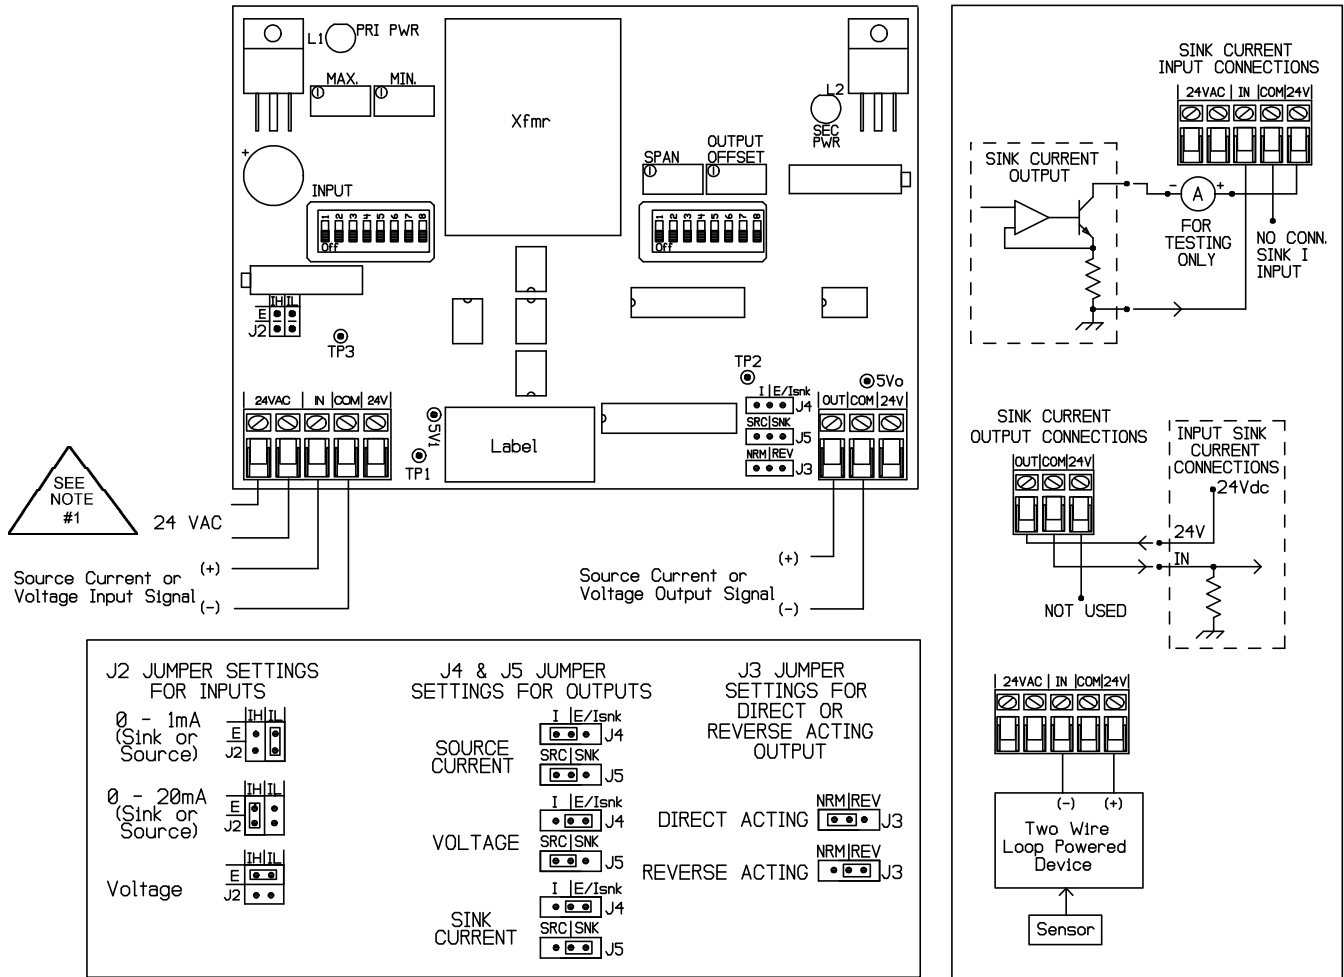 L1
PRI PWR
MAX.
MIN.
Xfmr
L2
SEC
PWR
OUTPUT
SPAN OFFSET
+
INPUT
1 2 3 4 5 6 7 8
Off
1 2 3 4 5 6 7 8
Off
IH IL
E
J2
TP3
TP2
5Vo
I E/Isnk
J4
SRC SNK
J5
NRM REV
J3
24VAC IN COM 24V
TP1
Label
OUT COM 24V
SEE
NOTE
#1
24 VAC
(+)
Source Current or
Voltage Input Signal
(-)
(+)
Source Current or
Voltage Output Signal
(-)
J2 JUMPER SETTINGS
FOR INPUTS
0 - 1mA
(Sink or
Source)
IH IL
E
J2
0 - 20mA
(Sink or
Source)
IH IL
E
J2
Voltage
IH IL
E
J2
J4 & J5 JUMPER
SETTINGS FOR OUTPUTS
SOURCE
CURRENT
I E/Isnk
J4
SRC SNK
J5
VOLTAGE
I E/Isnk
J4
SRC SNK
J5
SINK
CURRENT
I E/Isnk
J4
SRC SNK
J5
J3 JUMPER
SETTINGS FOR
DIRECT OR
REVERSE ACTING
OUTPUT
NRM REV
DIRECT ACTING J3
NRM REV
REVERSE ACTING J3
SINK CURRENT
INPUT CONNECTIONS
24VAC IN COM 24V
SINK CURRENT
OUTPUT
- A +
FOR
TESTING
ONLY
NO CONN.
SINK I
INPUT
SINK CURRENT
OUTPUT CONNECTIONS
OUT COM 24V
INPUT SINK
CURRENT
CONNECTIONS
24Vdc
24V
IN
NOT USED
24VAC IN COM 24V
(-) (+)
Two Wire
Loop Powered
Device
Sensor